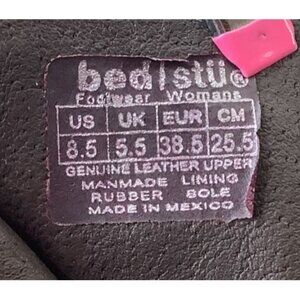 bed|stü®
Footwear Womans
US UK EUR CM
8.5 5.5 38.5 25.5
GENUINE LEATHER UPPER
MANMADE LINING
RUBBER SOLE
MADE IN MEXICO